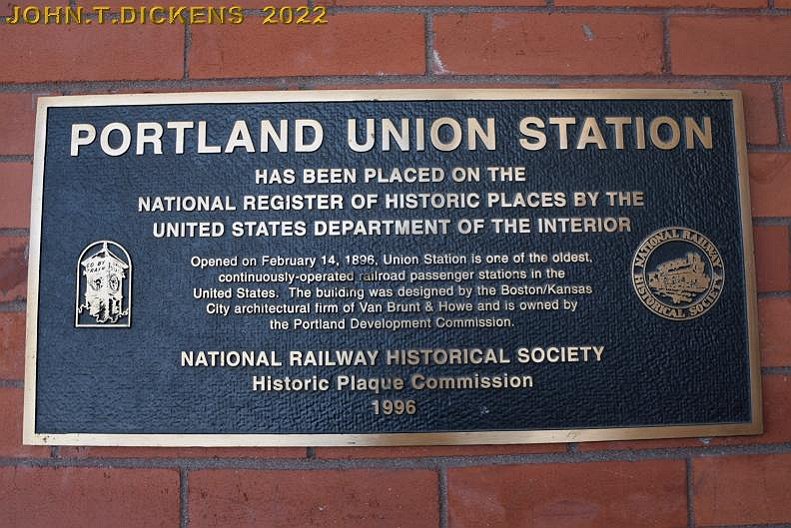 JOHN.T.DICKENS 2022
PORTLAND UNION STATION
HAS BEEN PLACED ON THE
NATIONAL REGISTER OF HISTORIC PLACES BY THE
UNITED STATES DEPARTMENT OF THE INTERIOR
Opened on February 14, 1896, Union Station is one of the oldest,
continuously-operated railroad passenger stations in the
United States. The building was designed by the Boston/Kansas
City architectural firm of Van Brunt & Howe and is owned by
the Portland Development Commission.
GO BY
TRAIN
NATIONAL RAILWAY
HISTORICAL SOCIETY
NATIONAL RAILWAY HISTORICAL SOCIETY
Historic Plaque Commission
1996